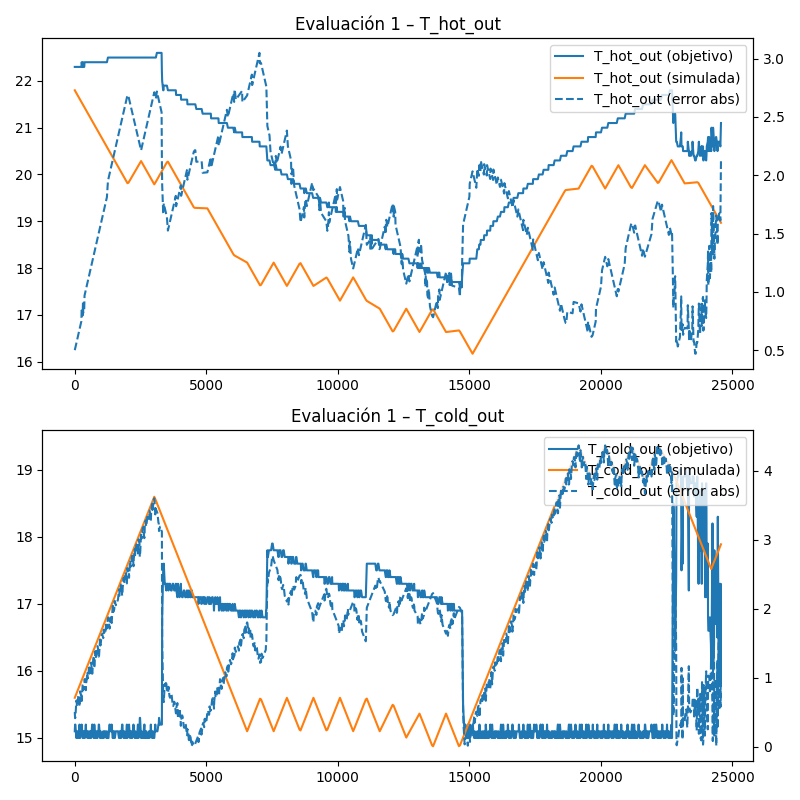 Evaluación 1 – T_hot_out
T_hot_out (objetivo)
T_hot_out (simulada)
T_hot_out (error abs)
22
21
20
19
18
17
16
3.0
2.5
2.0
1.5
1.0
0.5
0 5000 10000 15000 20000 25000
Evaluación 1 – T_cold_out
T_cold_out (objetivo)
T_cold_out (simulada)
T_cold_out (error abs)
19
18
17
16
15
4
3
2
1
0
0 5000 10000 15000 20000 25000